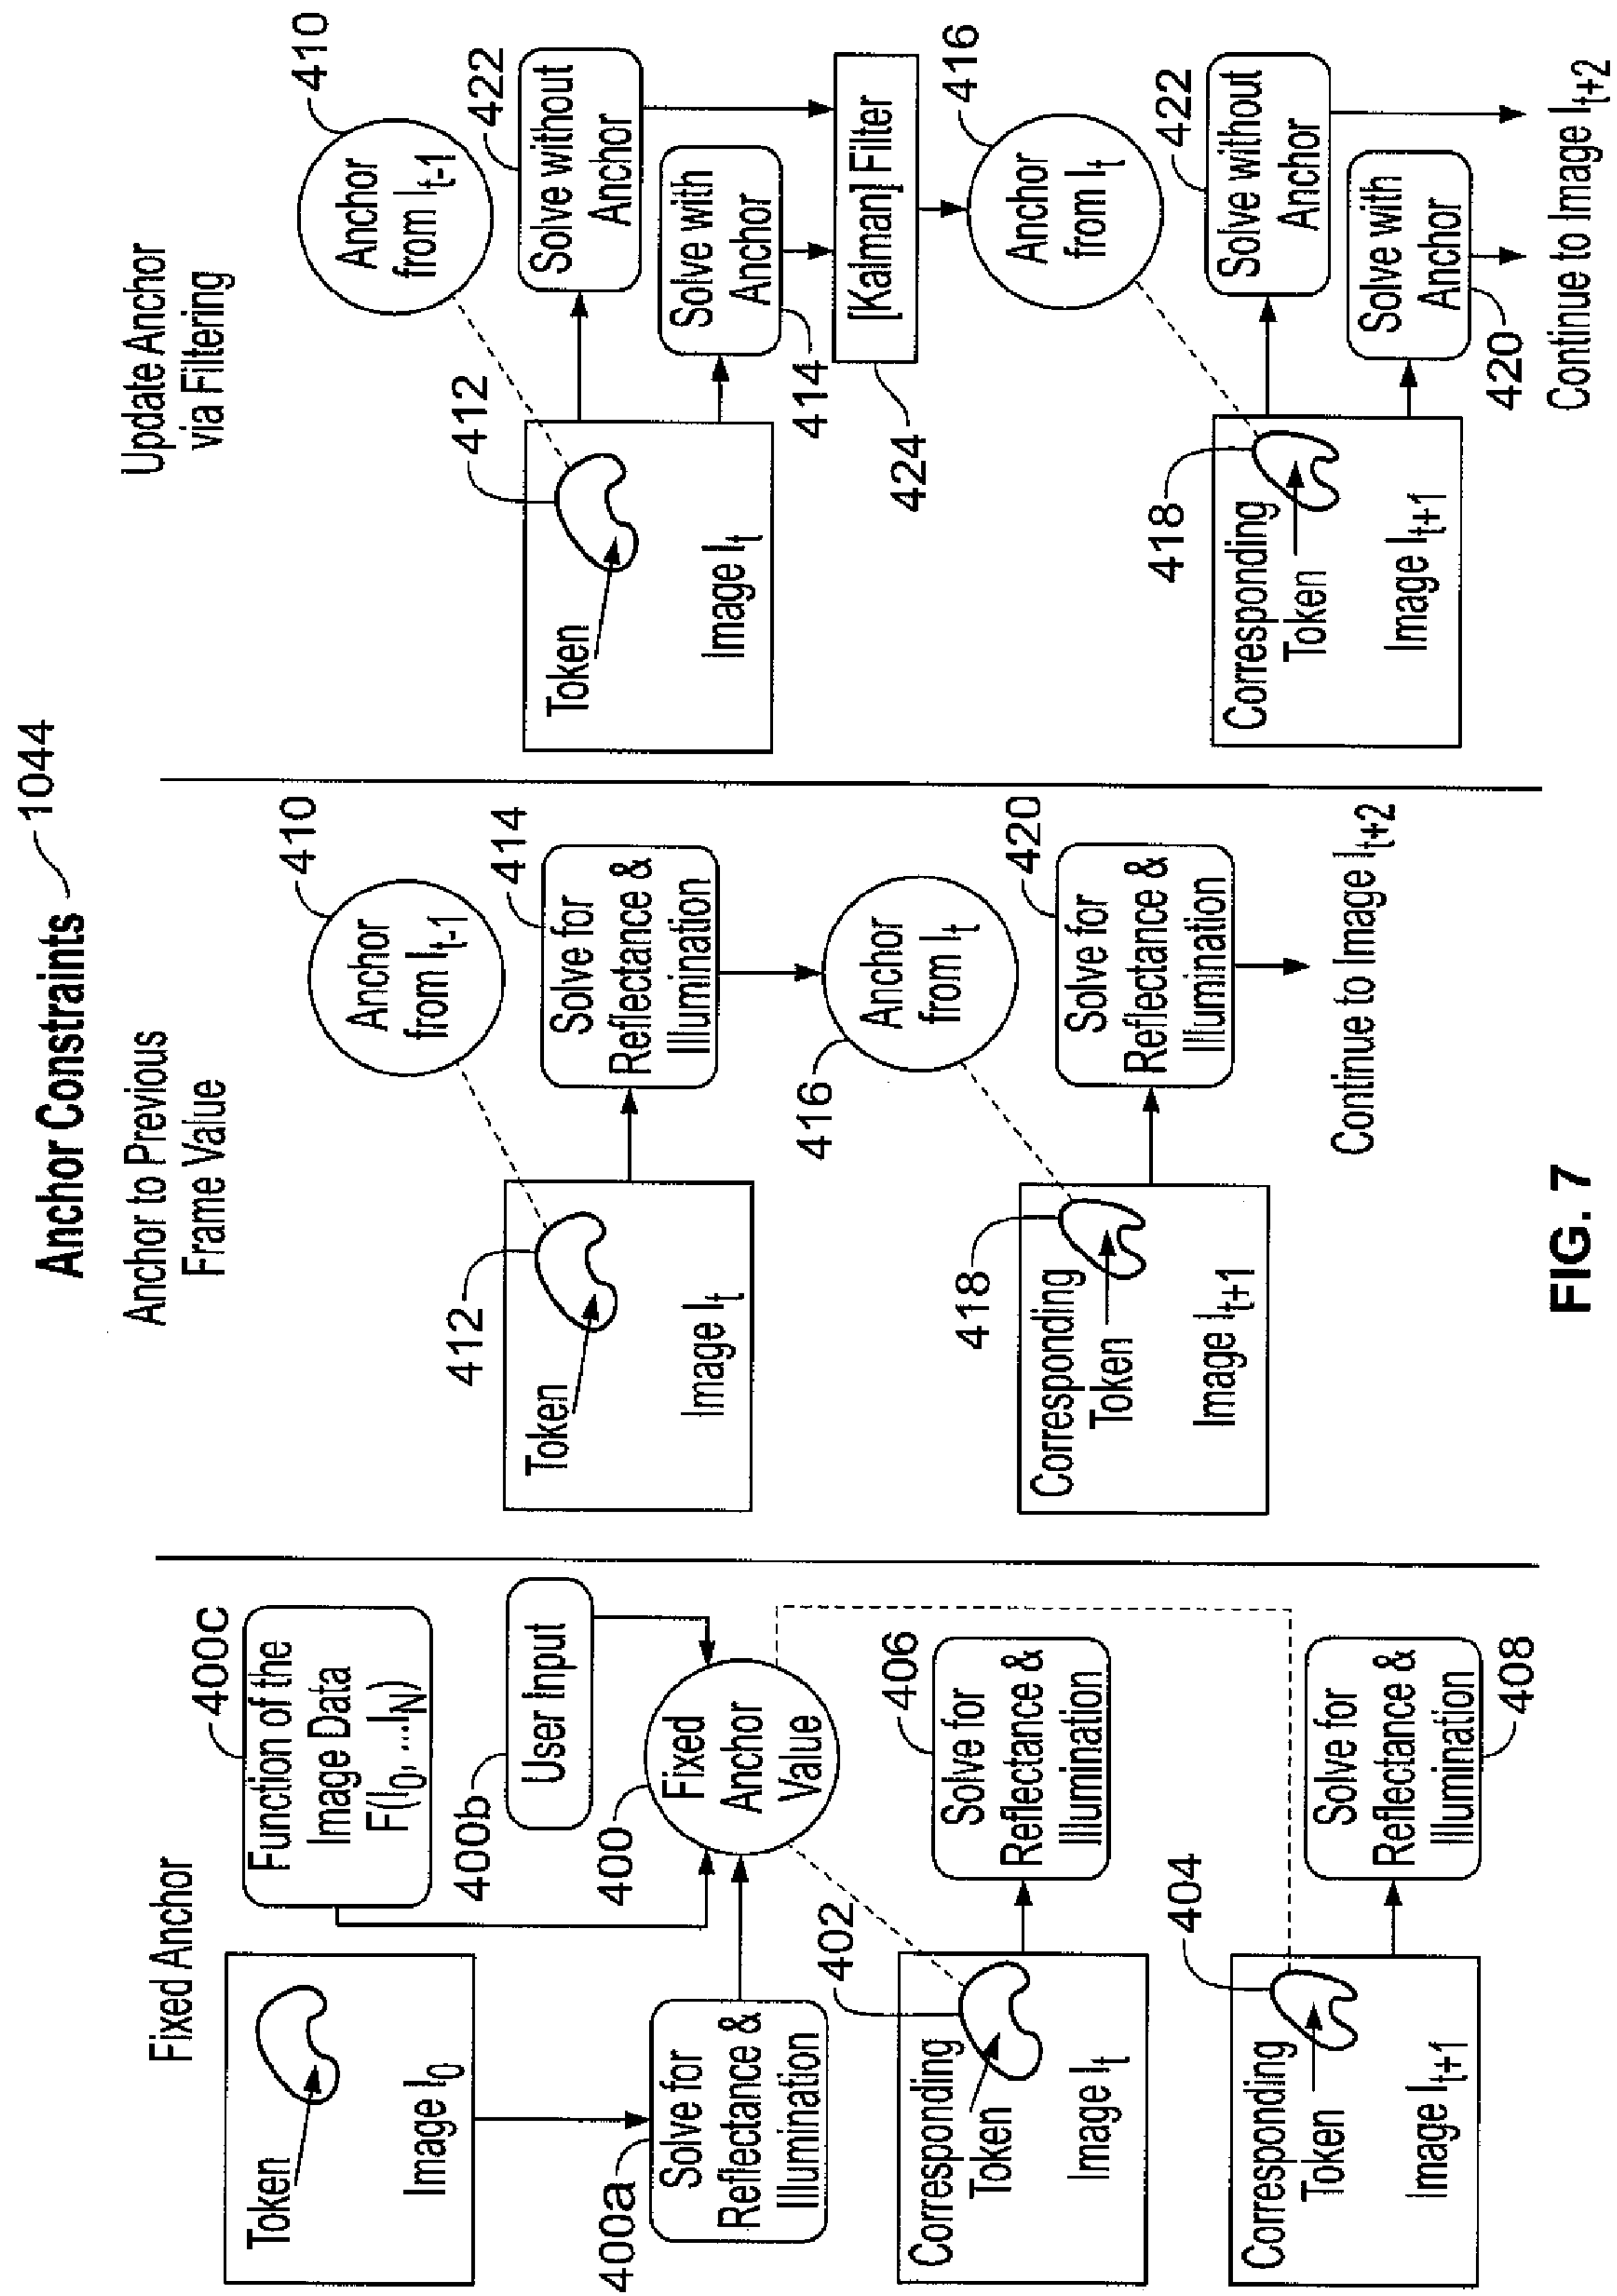 Anchor Constraints 1044
Fixed Anchor
Token
Image I0
400a
Solve for
Reflectance &
Illumination
400c
Function of the
Image Data
F(I0, ...IN)
400b
User Input
400
Fixed
Anchor
Value
402
Corresponding
Token
Image It
406
Solve for
Reflectance &
Illumination
404
Corresponding
Token
Image It+1
Solve for
Reflectance &
Illumination
408
Anchor to Previous
Frame Value
410
Anchor
from It-1
412
Token
Image It
414
Solve for
Reflectance &
Illumination
416
Anchor
from It
418
Corresponding
Token
Image It+1
420
Solve for
Reflectance &
Illumination
Continue to Image It+2
Update Anchor
via Filtering
410
Anchor
from It-1
412
Token
Image It
422
Solve without
Anchor
Solve with
Anchor
414
[Kalman] Filter
424
416
Anchor
from It
418
Corresponding
Token
Image It+1
422
Solve without
Anchor
Solve with
Anchor
420
Continue to Image It+2
FIG. 7